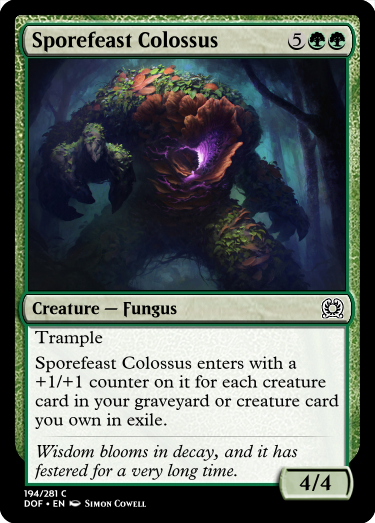 Sporefeast Colossus 5
Creature — Fungus
Trample
Sporefeast Colossus enters with a
+1/+1 counter on it for each creature
card in your graveyard or creature card
you own in exile.
Wisdom blooms in decay, and it has
festered for a very long time.
4/4
194/281 C
DOF • EN Simon Cowell